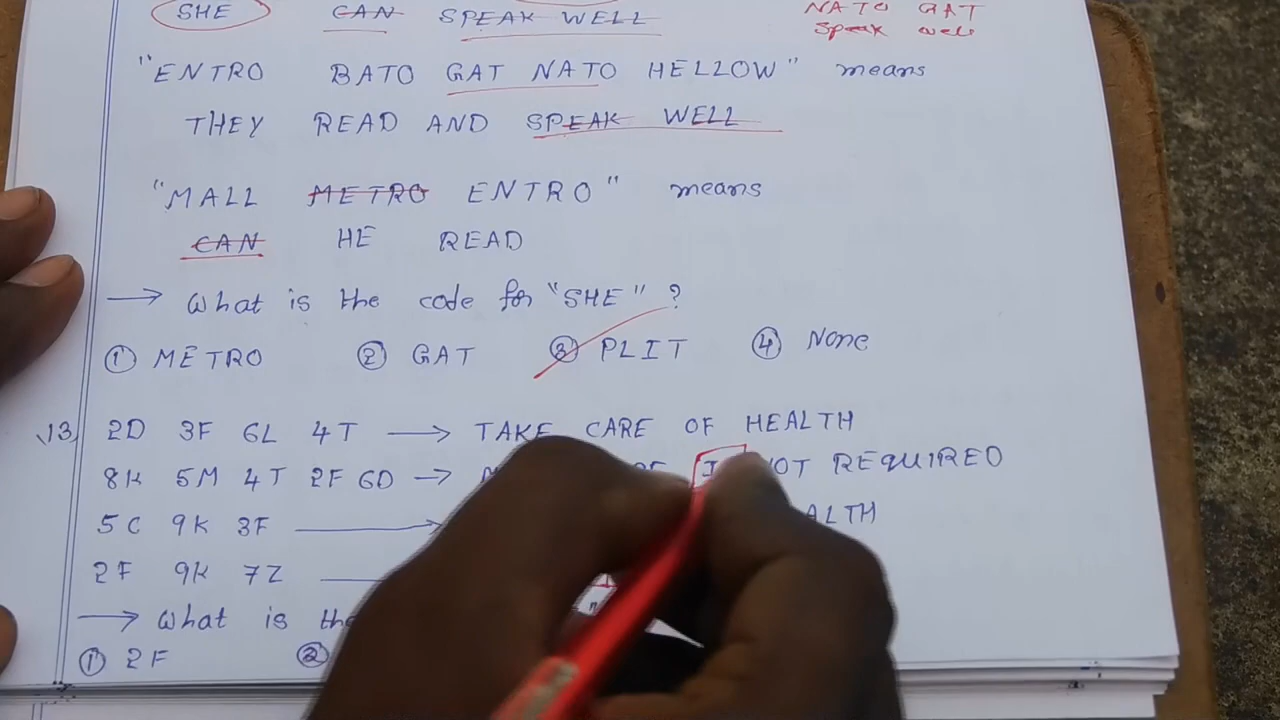 SHE CAN SPEAK WELL NATO GAT
speak well
"ENTRO BATO GAT NATO HELLOW" means
THEY READ AND SPEAK WELL
"MALL METRO ENTRO" means
CAN HE READ
→ What is the code for "SHE" ?
① METRO ② GAT ③ PLIT ④ None
13 2D 3F 6L 4T → TAKE CARE OF HEALTH
8K 5M 4T 2F 6D → NOT REQUIRED
5C 9K 3F
2F 9K 7Z
→ What is the
① 2F ②